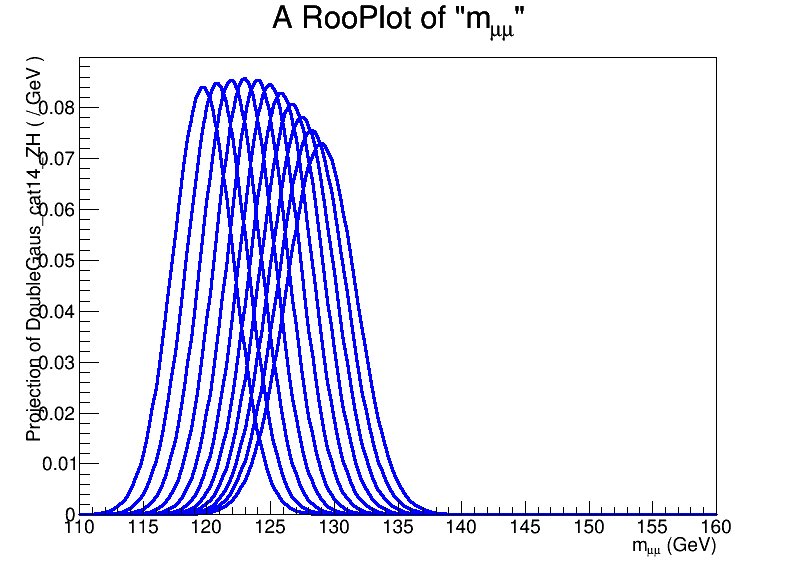 A RooPlot of "mμμ"
Projection of DoubleGaus_cat14_ZH ( / GeV )
0.08
0.07
0.06
0.05
0.04
0.03
0.02
0.01
0
110 115 120 125 130 135 140 145 150 155 160
mμμ (GeV)